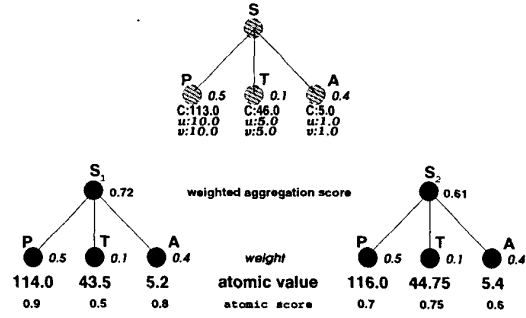 S
P T A
0.5 0.1 0.4
C:113.0 C:46.0 C:5.0
u:10.0 u:5.0 u:1.0
v:10.0 v:5.0 v:1.0
S1 S2
0.72 weighted aggregation score 0.61
P T A P T A
0.5 0.1 0.4 weight 0.5 0.1 0.4
114.0 43.5 5.2 atomic value 116.0 44.75 5.4
0.9 0.5 0.8 atomic score 0.7 0.75 0.6